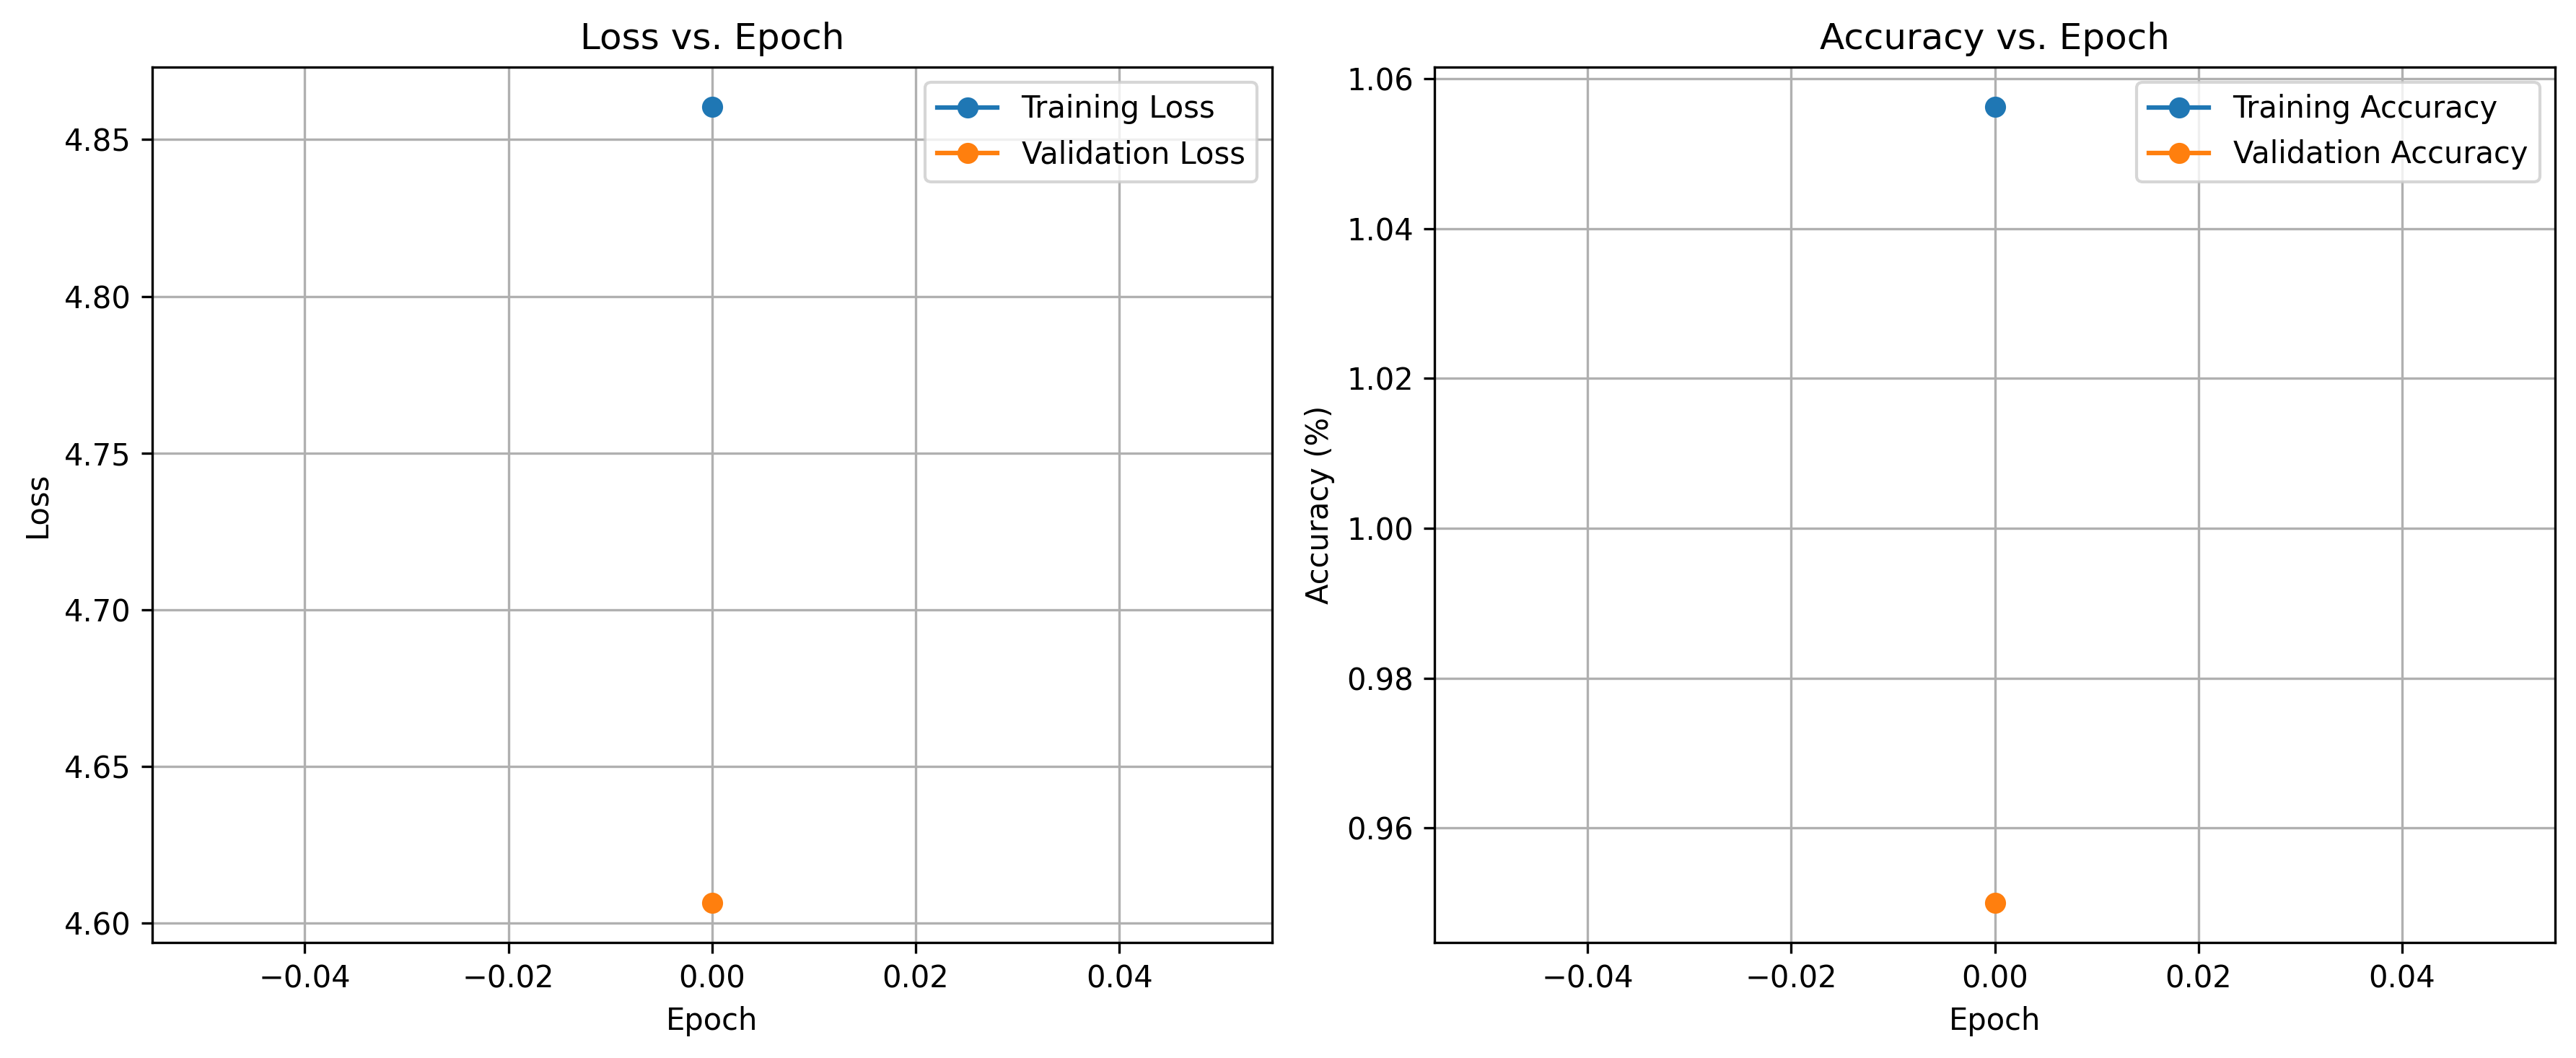 Loss vs. Epoch
Training Loss
Validation Loss
4.85
4.80
4.75
4.70
4.65
4.60
Loss
−0.04
−0.02
0.00
0.02
0.04
Epoch
Accuracy vs. Epoch
Training Accuracy
Validation Accuracy
1.06
1.04
1.02
1.00
0.98
0.96
Accuracy (%)
−0.04
−0.02
0.00
0.02
0.04
Epoch